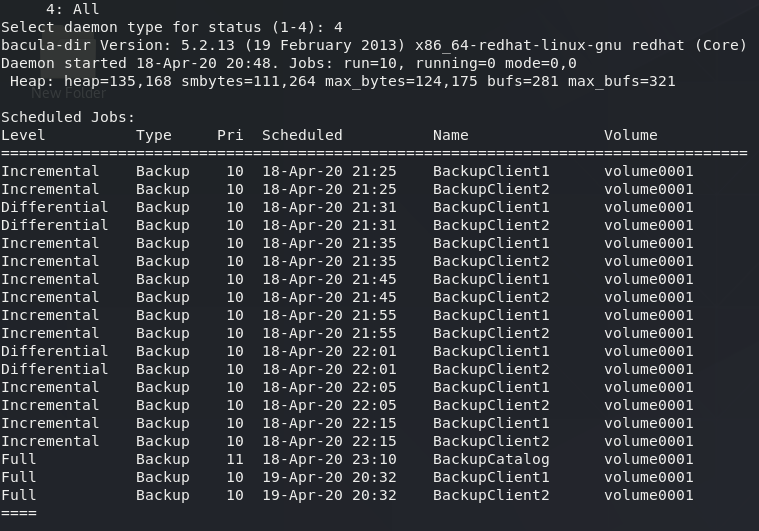 4: All
Select daemon type for status (1-4): 4
bacula-dir Version: 5.2.13 (19 February 2013) x86_64-redhat-linux-gnu redhat (Core)
Daemon started 18-Apr-20 20:48. Jobs: run=10, running=0 mode=0,0
Heap: heap=135,168 smbytes=111,264 max_bytes=124,175 bufs=281 max_bufs=321
New Folder
Scheduled Jobs:
Level Type Pri Scheduled Name Volume
===================================================================================
Incremental Backup 10 18-Apr-20 21:25 BackupClient1 volume0001
Incremental Backup 10 18-Apr-20 21:25 BackupClient2 volume0001
Differential Backup 10 18-Apr-20 21:31 BackupClient1 volume0001
Differential Backup 10 18-Apr-20 21:31 BackupClient2 volume0001
Incremental Backup 10 18-Apr-20 21:35 BackupClient1 volume0001
Incremental Backup 10 18-Apr-20 21:35 BackupClient2 volume0001
Incremental Backup 10 18-Apr-20 21:45 BackupClient1 volume0001
Incremental Backup 10 18-Apr-20 21:45 BackupClient2 volume0001
Incremental Backup 10 18-Apr-20 21:55 BackupClient1 volume0001
Incremental Backup 10 18-Apr-20 21:55 BackupClient2 volume0001
Differential Backup 10 18-Apr-20 22:01 BackupClient1 volume0001
Differential Backup 10 18-Apr-20 22:01 BackupClient2 volume0001
Incremental Backup 10 18-Apr-20 22:05 BackupClient1 volume0001
Incremental Backup 10 18-Apr-20 22:05 BackupClient2 volume0001
Incremental Backup 10 18-Apr-20 22:15 BackupClient1 volume0001
Incremental Backup 10 18-Apr-20 22:15 BackupClient2 volume0001
Full Backup 11 18-Apr-20 23:10 BackupCatalog volume0001
Full Backup 10 19-Apr-20 20:32 BackupClient1 volume0001
Full Backup 10 19-Apr-20 20:32 BackupClient2 volume0001
====